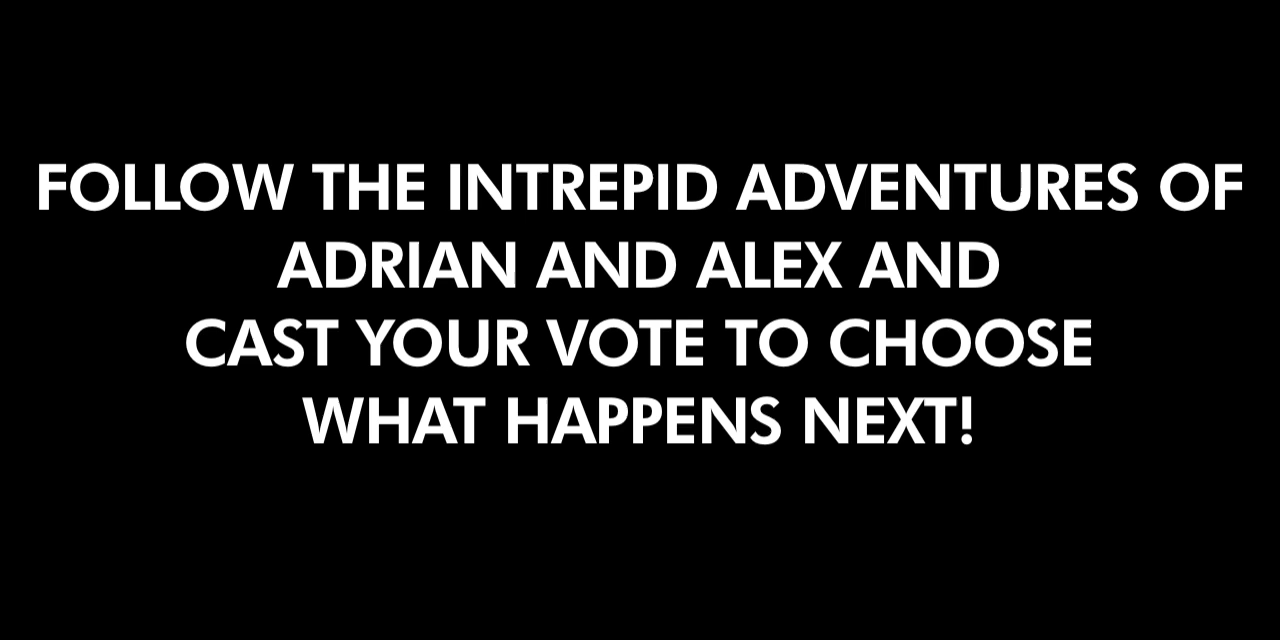 FOLLOW THE INTREPID ADVENTURES OF
ADRIAN AND ALEX AND
CAST YOUR VOTE TO CHOOSE
WHAT HAPPENS NEXT!